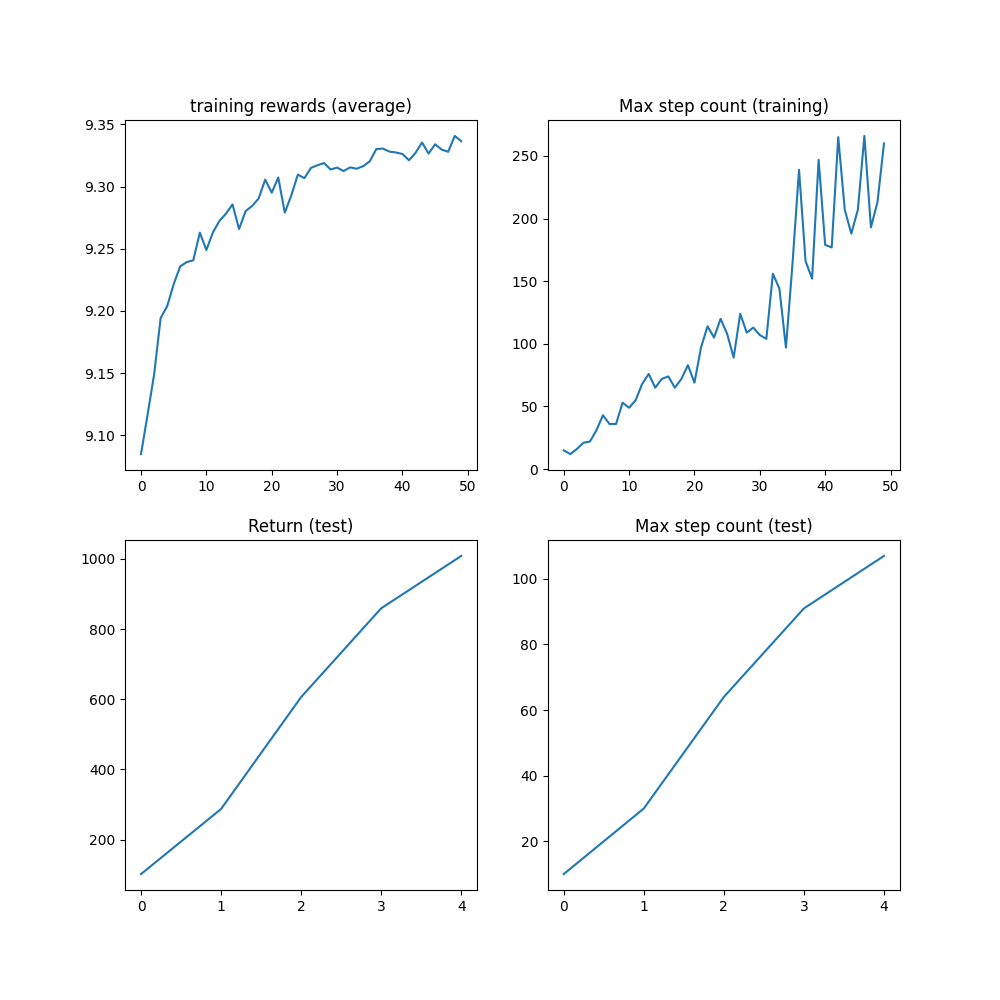 training rewards (average)
9.35
9.30
9.25
9.20
9.15
9.10
0 10 20 30 40 50
Max step count (training)
250
200
150
100
50
0
0 10 20 30 40 50
Return (test)
1000
800
600
400
200
0 1 2 3 4
Max step count (test)
100
80
60
40
20
0 1 2 3 4